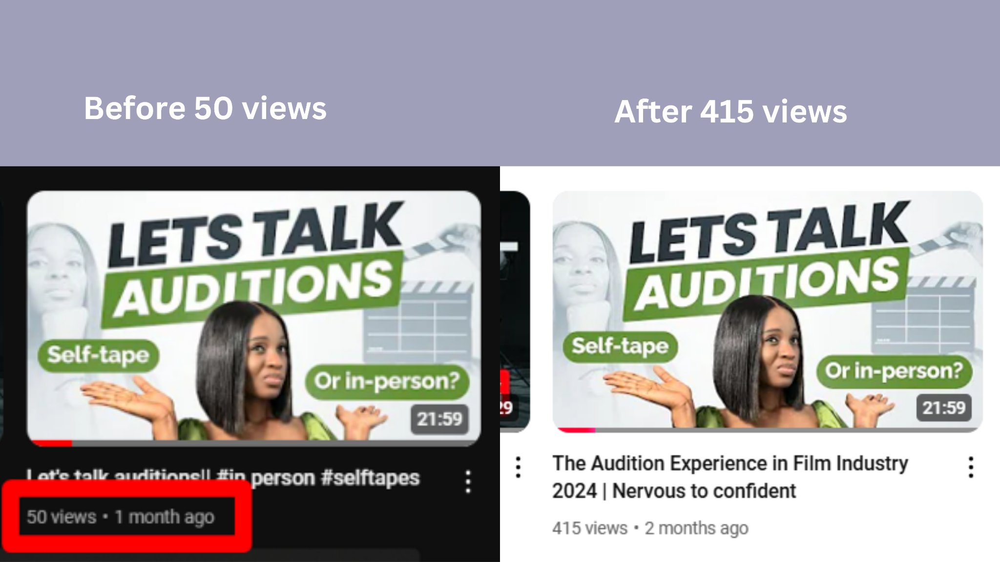 Before 50 views
After 415 views
LETS TALK
AUDITIONS
Self-tape
Or in-person?
21:59
Let's talk auditions|| #in person #selftapes
50 views • 1 month ago
29
LETS TALK
AUDITIONS
Self-tape
Or in-person?
21:59
The Audition Experience in Film Industry
2024 | Nervous to confident
415 views • 2 months ago